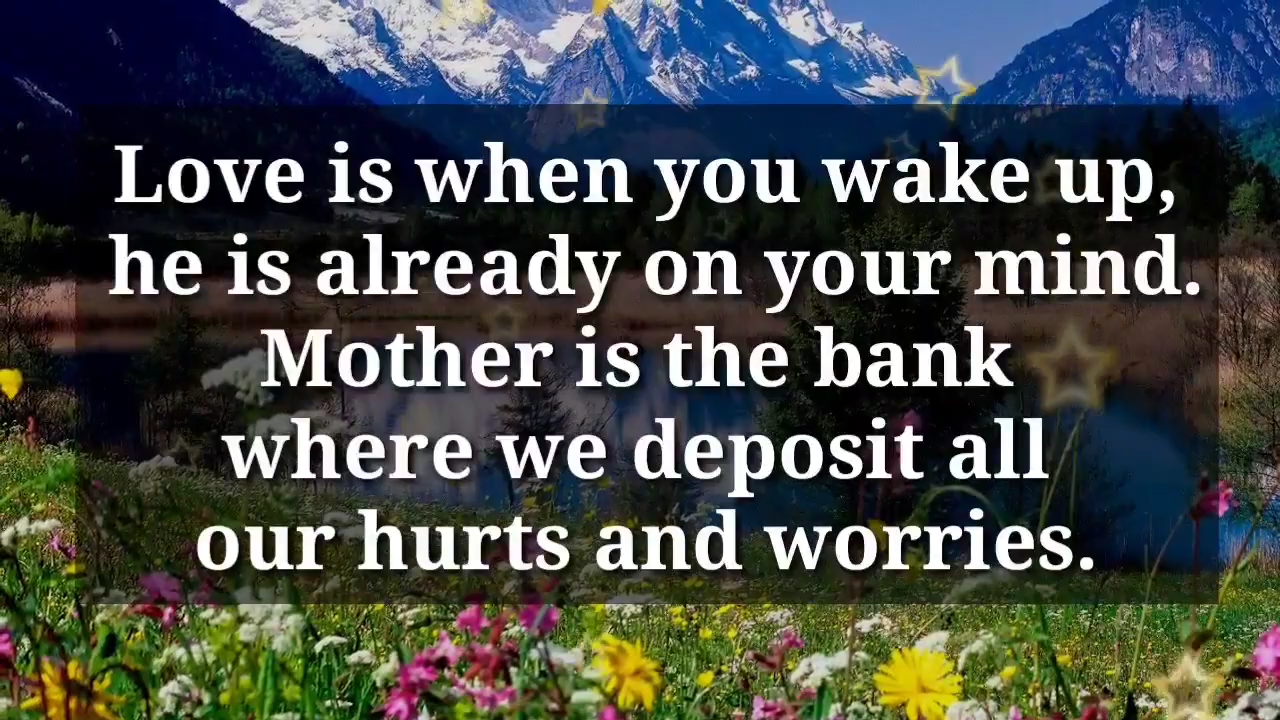 Love is when you wake up,
he is already on your mind.
Mother is the bank
where we deposit all
our hurts and worries.